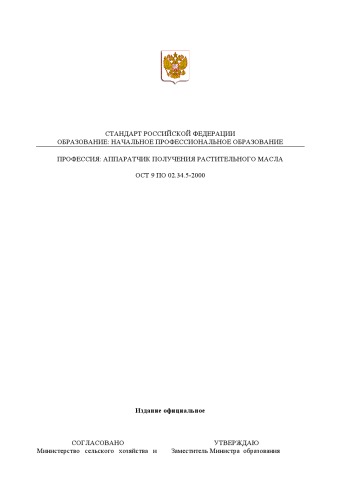 СТАНДАРТ РОССИЙСКОЙ ФЕДЕРАЦИИ
ОБРАЗОВАНИЕ: НАЧАЛЬНОЕ ПРОФЕССИОНАЛЬНОЕ ОБРАЗОВАНИЕ
ПРОФЕССИЯ: АППАРАТЧИК ПОЛУЧЕНИЯ РАСТИТЕЛЬНОГО МАСЛА
ОСТ 9 ПО 02.34.5-2000
Издание официальное
СОГЛАСОВАНО УТВЕРЖДАЮ
Министерство сельского хозяйства и Заместитель Министра образования